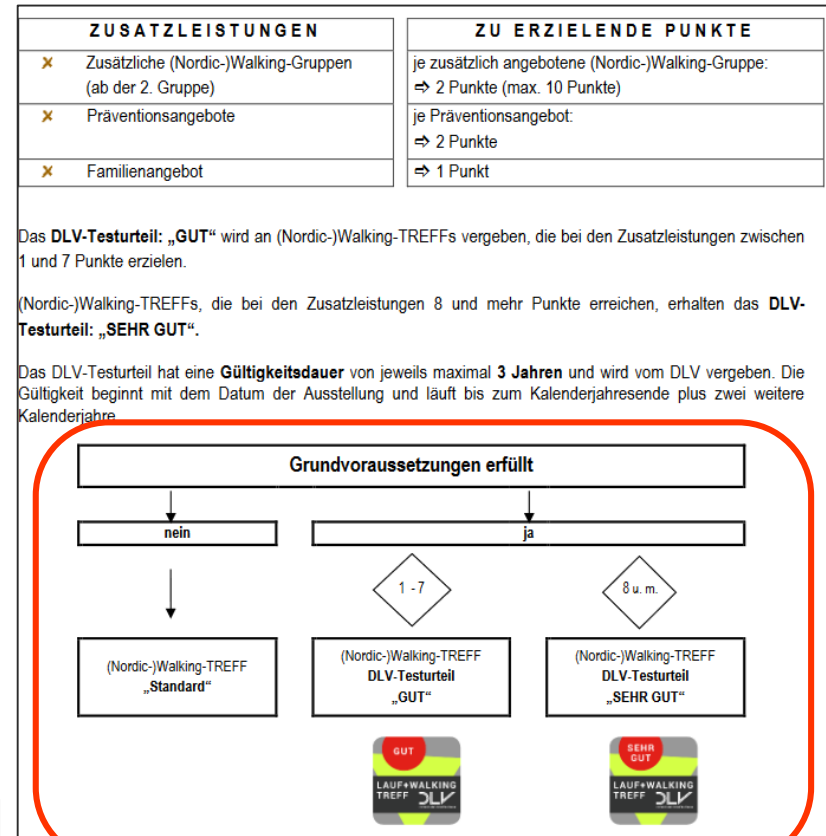 ZUSATZLEISTUNGEN
ZU ERZIELENDE PUNKTE
Zusätzliche (Nordic-)Walking-Gruppen
(ab der 2. Gruppe)
je zusätzlich angebotene (Nordic-)Walking-Gruppe:
⇨ 2 Punkte (max. 10 Punkte)
Präventionsangebote
je Präventionsangebot:
⇨ 2 Punkte
Familienangebot
⇨ 1 Punkt
Das DLV-Testurteil: „GUT“ wird an (Nordic-)Walking-TREFFs vergeben, die bei den Zusatzleistungen zwischen
1 und 7 Punkte erzielen.
(Nordic-)Walking-TREFFs, die bei den Zusatzleistungen 8 und mehr Punkte erreichen, erhalten das DLV-
Testurteil: „SEHR GUT“.
Das DLV-Testurteil hat eine Gültigkeitsdauer von jeweils maximal 3 Jahren und wird vom DLV vergeben. Die
Gültigkeit beginnt mit dem Datum der Ausstellung und läuft bis zum Kalenderjahresende plus zwei weitere
Kalenderjahre.
Grundvoraussetzungen erfüllt
nein
ja
1 - 7
8 u. m.
(Nordic-)Walking-TREFF
„Standard“
(Nordic-)Walking-TREFF
DLV-Testurteil
„GUT“
(Nordic-)Walking-TREFF
DLV-Testurteil
„SEHR GUT“
GUT
LAUF+WALKING
TREFF DLV
SEHR
GUT
LAUF+WALKING
TREFF DLV